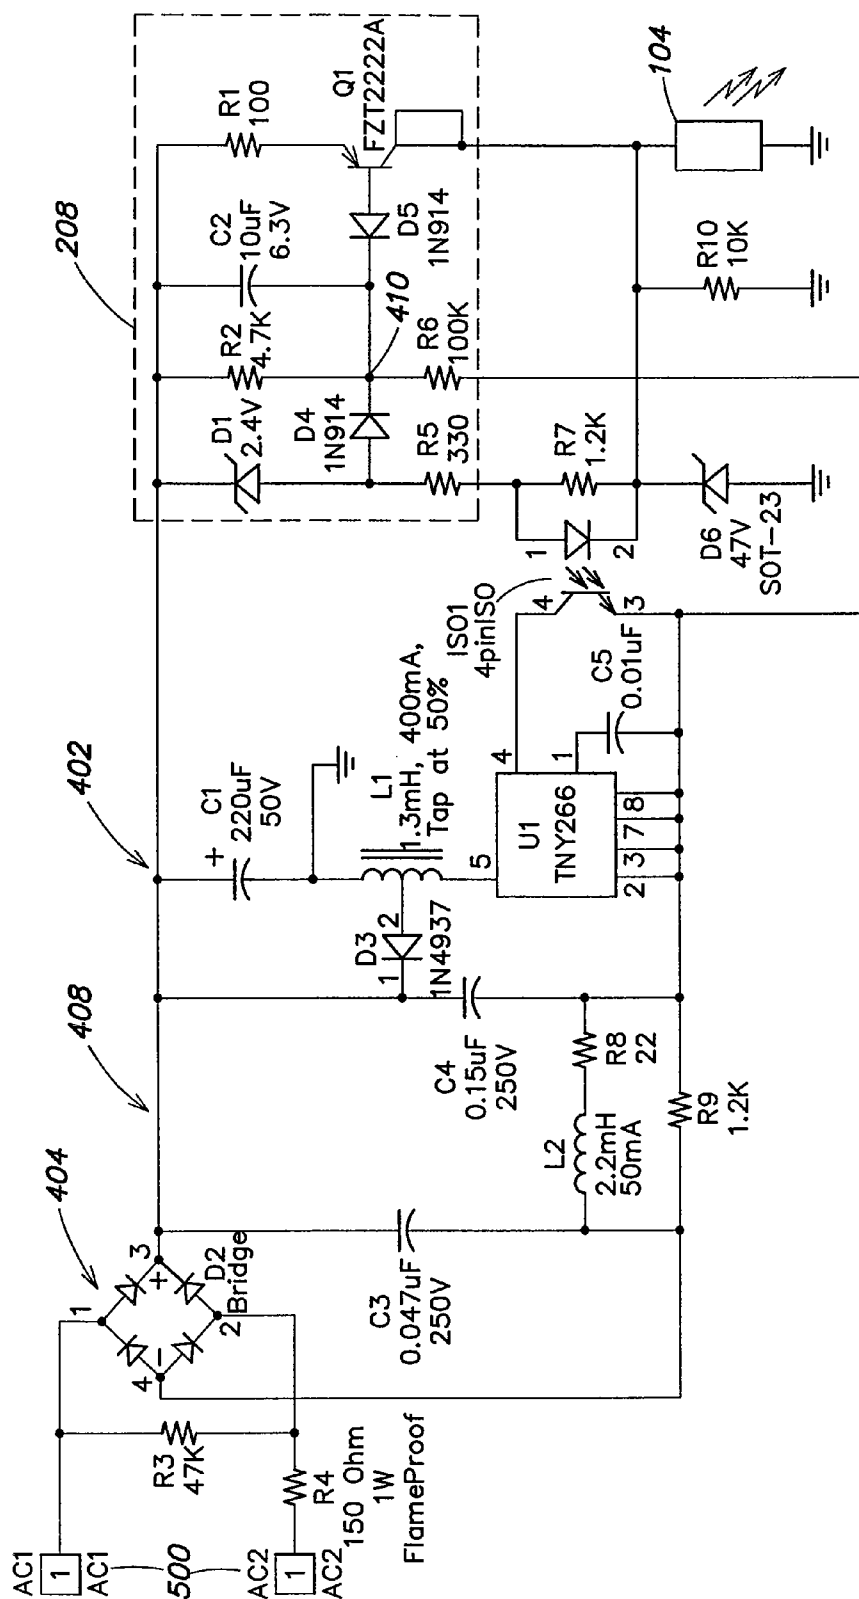 AC1
1
AC1
500
AC2
1
AC2
R3
47K
R4
150 Ohm
1W
FlameProof
404
1
3
+
-
4
2
D2
Bridge
408
C3
0.047uF
250V
L2
2.2mH
50mA
R8
22
R9
1.2K
C4
0.15uF
250V
D3
1
2
1N4937
402
+
C1
220uF
50V
L1
1.3mH, 400mA,
Tap at 50%
5
U1
TNY266
4
1
2
3
7
8
C5
0.01uF
ISO1
4pinISO
4
3
1
2
208
D1
2.4V
R2
4.7K
C2
10uF
6.3V
R1
100
D4
1N914
410
D5
1N914
Q1
FZT2222A
R5
330
R6
100K
R7
1.2K
D6
47V
SOT-23
R10
10K
104